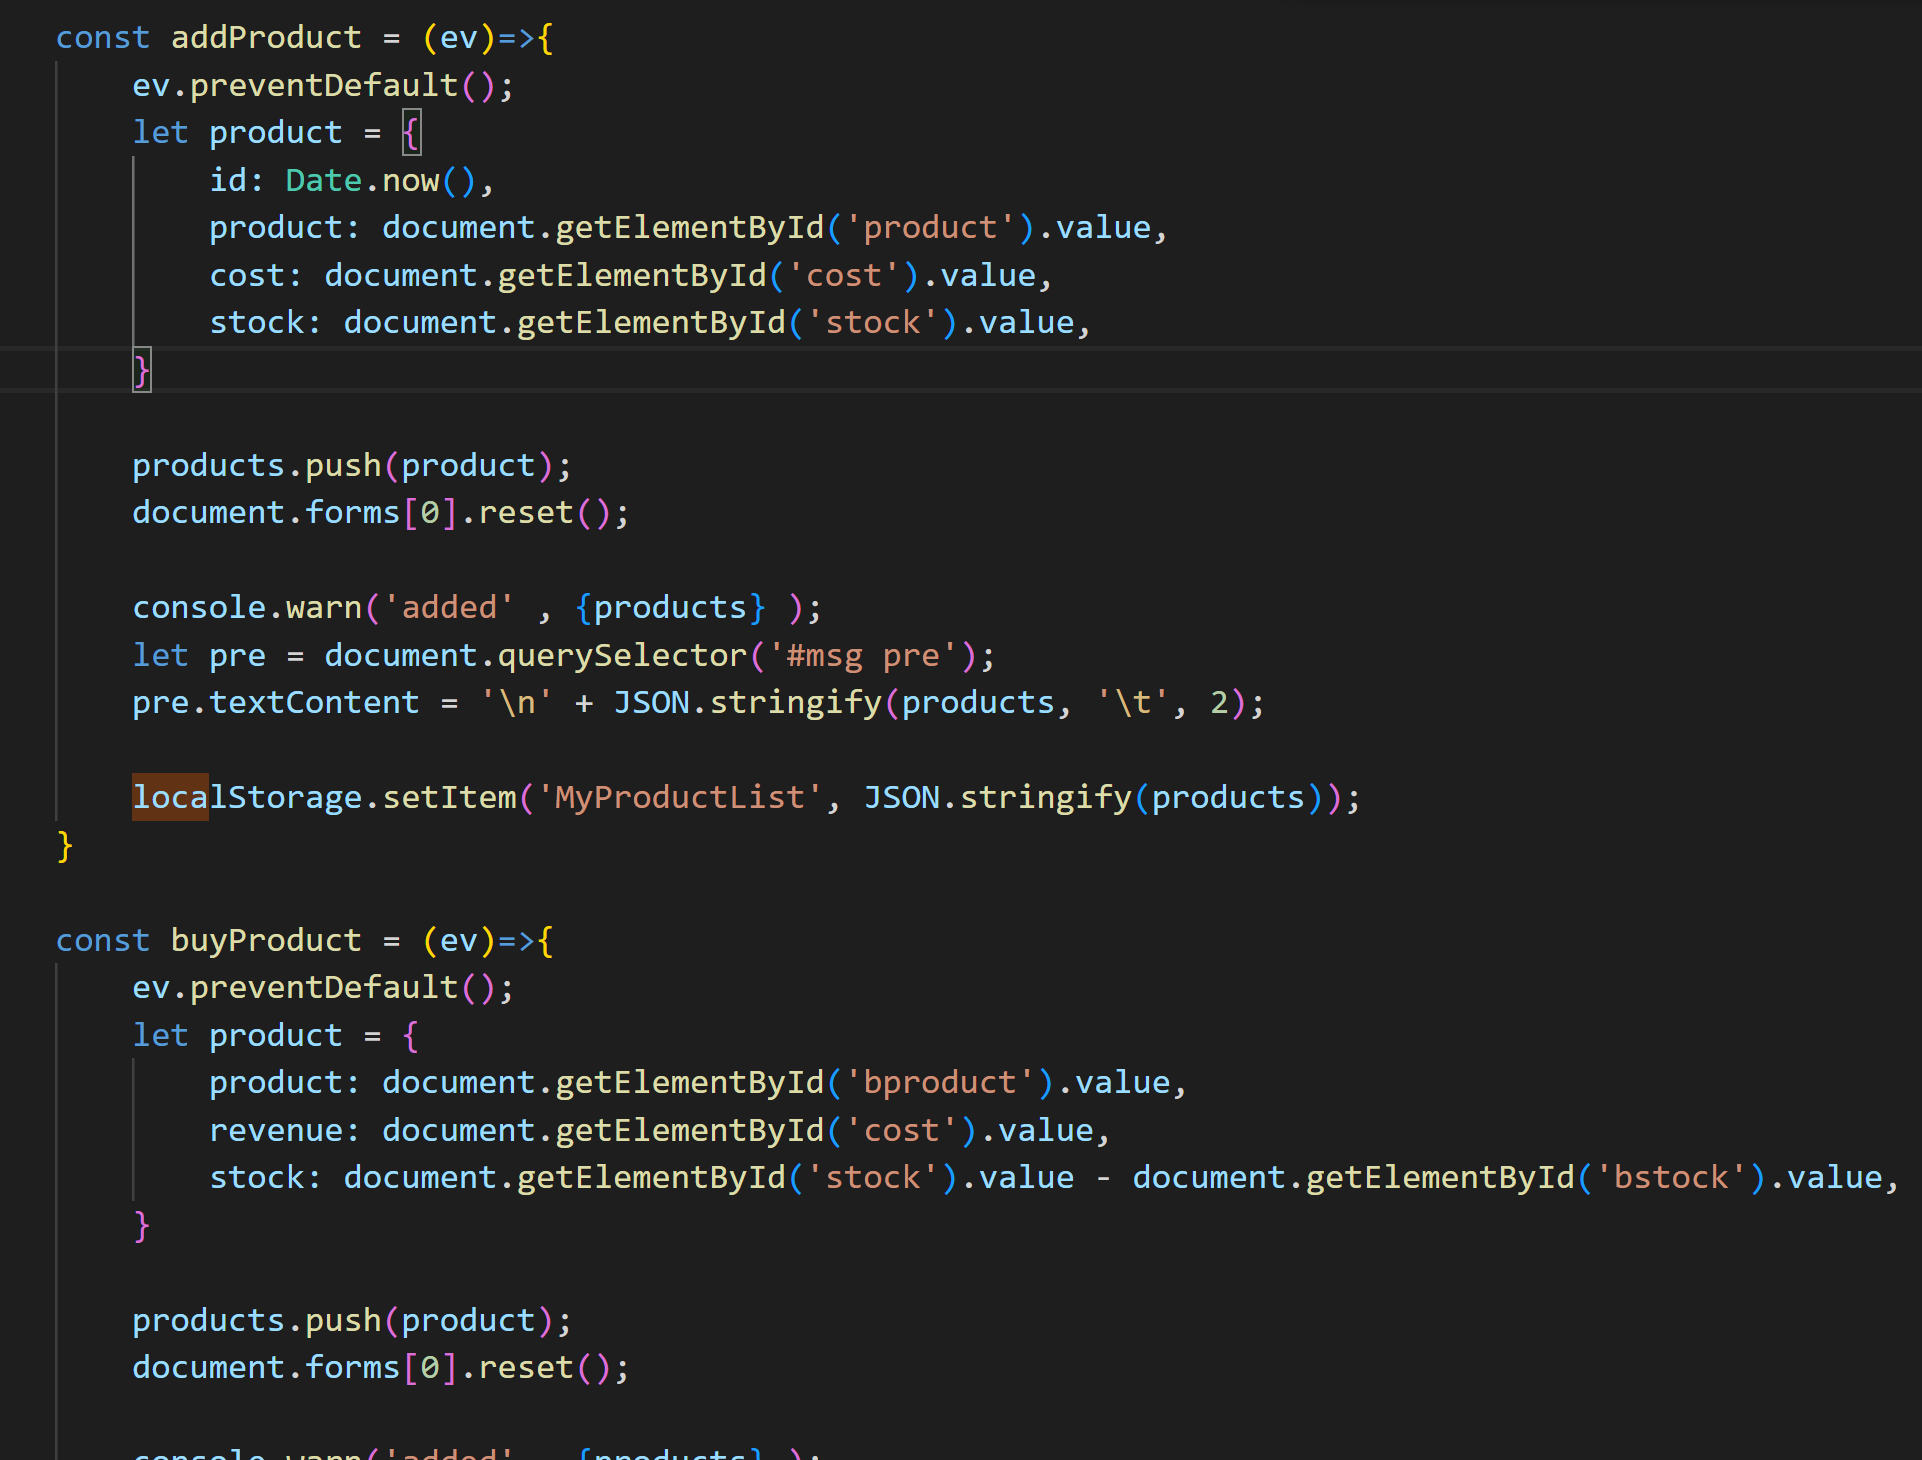 const addProduct = (ev)=>{
    ev.preventDefault();
    let product = {
        id: Date.now(),
        product: document.getElementById('product').value,
        cost: document.getElementById('cost').value,
        stock: document.getElementById('stock').value,
    }

    products.push(product);
    document.forms[0].reset();

    console.warn('added' , {products} );
    let pre = document.querySelector('#msg pre');
    pre.textContent = '\n' + JSON.stringify(products, '\t', 2);

    localStorage.setItem('MyProductList', JSON.stringify(products));
}

const buyProduct = (ev)=>{
    ev.preventDefault();
    let product = {
        product: document.getElementById('bproduct').value,
        revenue: document.getElementById('cost').value,
        stock: document.getElementById('stock').value - document.getElementById('bstock').value,
    }

    products.push(product);
    document.forms[0].reset();

    console.warn('added' , {products} );